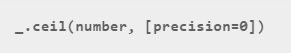 _.ceil(number, [precision=0])